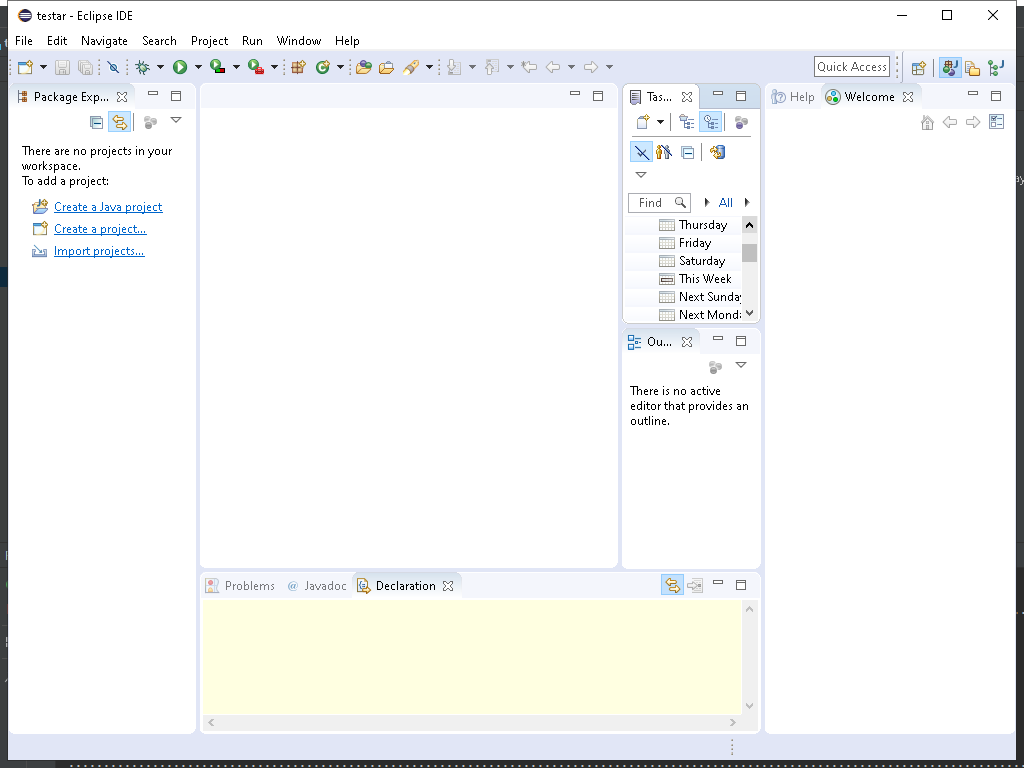 testar - Eclipse IDE
File Edit Navigate Search Project Run Window Help
Quick Access
Package Exp...
Tas...
Help
Welcome
There are no projects in your
workspace.
To add a project:
Create a Java project
Create a project...
Import projects...
Find
All
Thursday
Friday
Saturday
This Week
Next Sunday
Next Mond
Ou...
There is no active
editor that provides an
outline.
Problems
@ Javadoc
Declaration